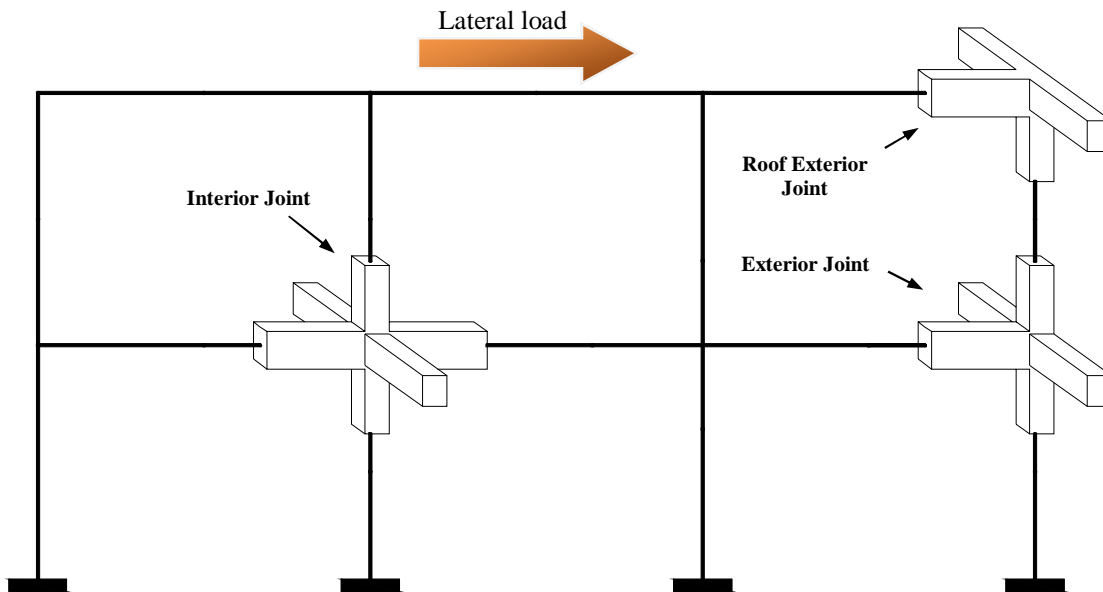 Lateral load
Roof Exterior
Joint
Interior Joint
Exterior Joint